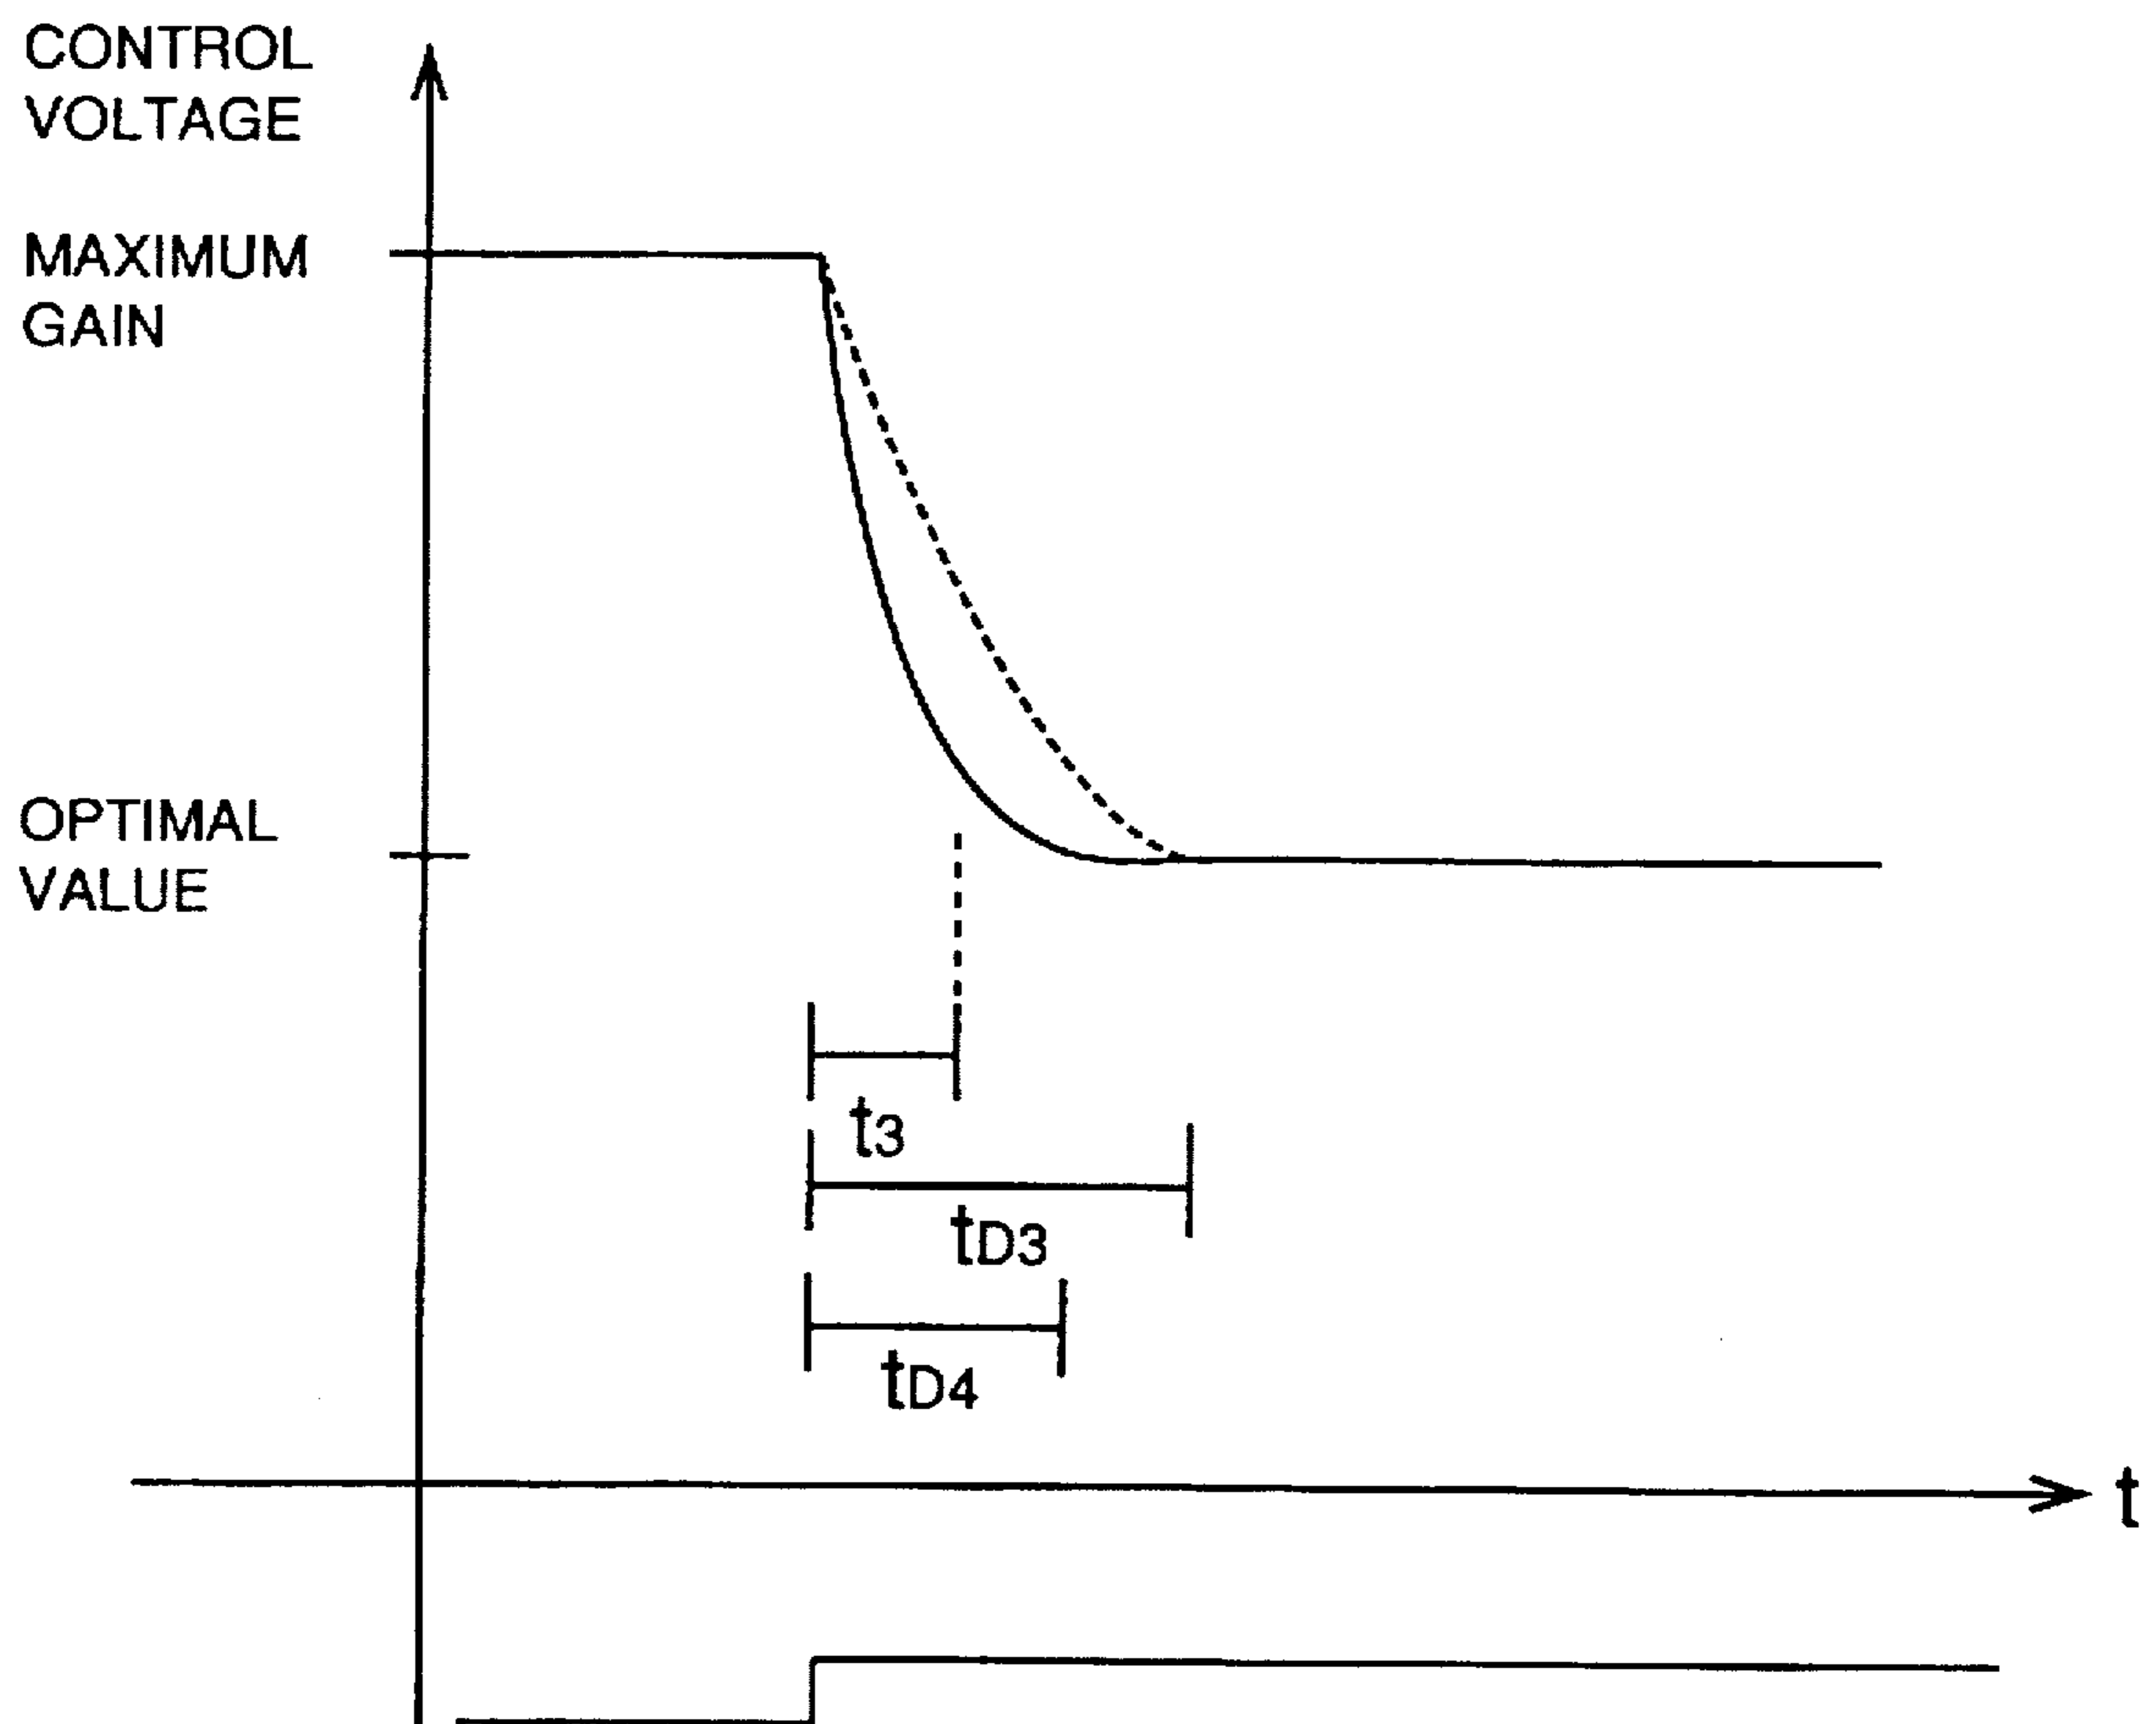 CONTROL
VOLTAGE
MAXIMUM
GAIN
OPTIMAL
VALUE
t3
tD3
tD4
t